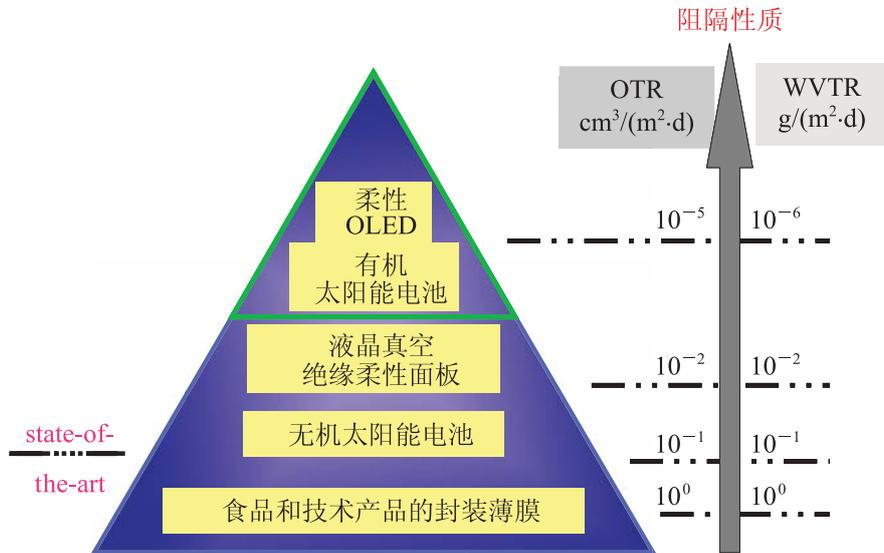 阻隔性质
OTR
cm³/(m²·d)
WVTR
g/(m²·d)
柔性
OLED
有机
太阳能电池
液晶真空
绝缘柔性面板
无机太阳能电池
食品和技术产品的封装薄膜
state-of-
the-art
10⁻⁵ 10⁻⁶
10⁻² 10⁻²
10⁻¹ 10⁻¹
10⁰ 10⁰